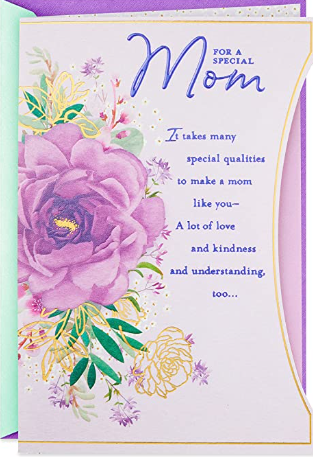 FOR A
SPECIAL
Mom
It takes many
special qualities
to make a mom
like you—
A lot of love
and kindness
and understanding,
too...